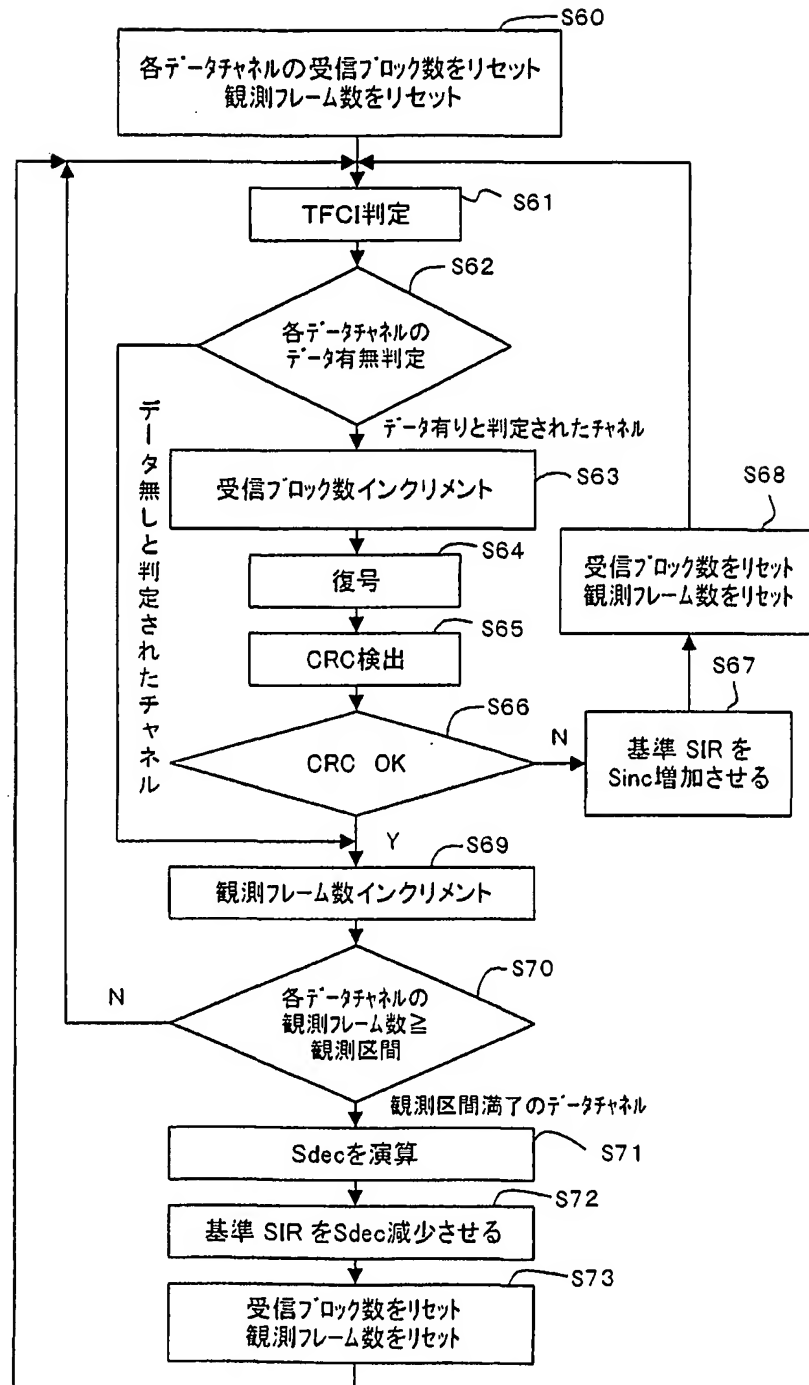 S60
各データチャネルの受信ブロック数をリセット
観測フレーム数をリセット
S61
TFCI判定
S62
各データチャネルの
データ有無判定
データ無しと判定されたチャネル
データ有りと判定されたチャネル
S63
受信ブロック数インクリメント
S64
復号
S65
CRC検出
S66
CRC OK
N
Y
S67
基準 SIR を
Sinc増加させる
S68
受信ブロック数をリセット
観測フレーム数をリセット
S69
観測フレーム数インクリメント
S70
各データチャネルの
観測フレーム数≧
観測区間
N
観測区間満了のデータチャネル
S71
Sdecを演算
S72
基準 SIR をSdec減少させる
S73
受信ブロック数をリセット
観測フレーム数をリセット